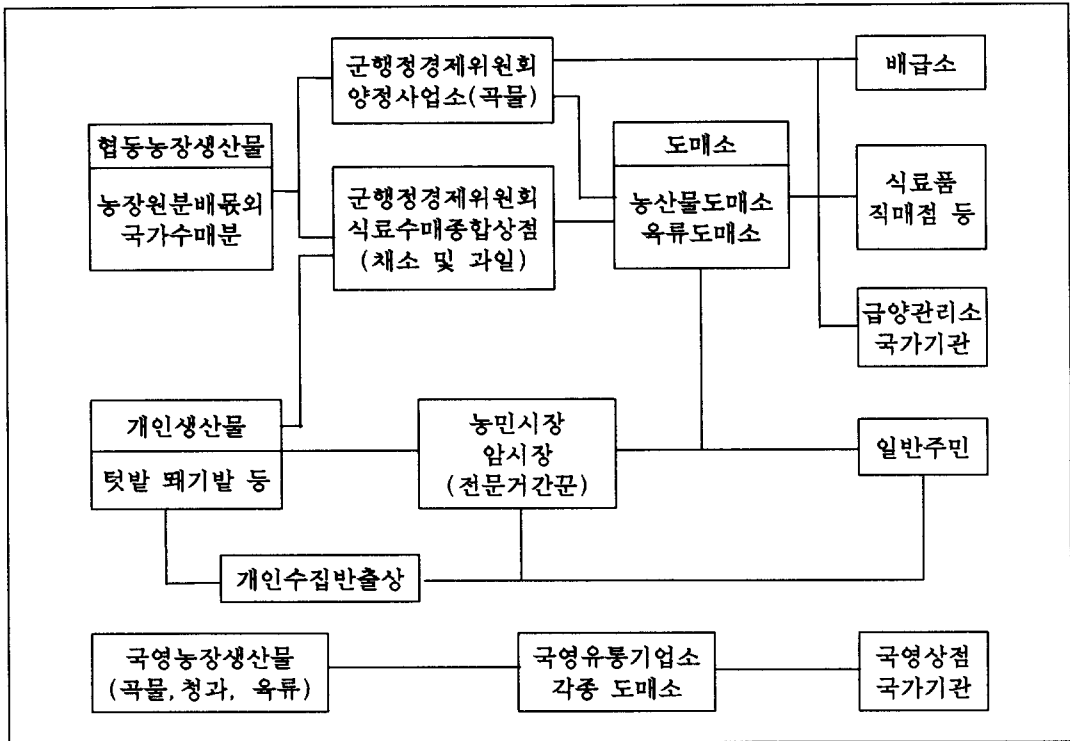 군행정경제위원회
양정사업소(곡물)
배급소
협동농장생산물
농장원분배몫외
국가수매분
군행정경제위원회
식료수매종합상점
(채소 및 과일)
도매소
농산물도매소
육류도매소
식료품
직매점 등
급양관리소
국가기관
개인생산물
텃밭 뙈기밭 등
농민시장
암시장
(전문거간꾼)
일반주민
개인수집반출상
국영농장생산물
(곡물,청과, 육류)
국영유통기업소
각종 도매소
국영상점
국가기관